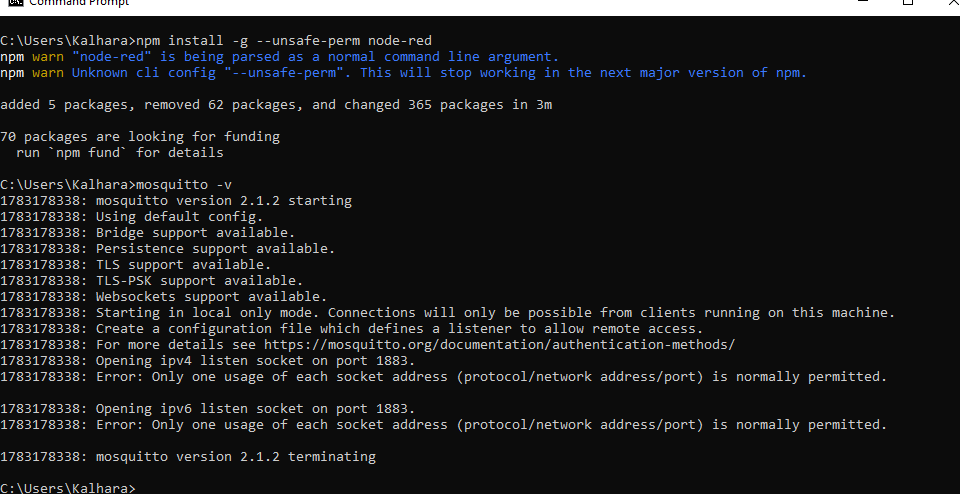 Command Prompt
C:\Users\Kalhara>npm install -g --unsafe-perm node-red
npm warn "node-red" is being parsed as a normal command line argument.
npm warn Unknown cli config "--unsafe-perm". This will stop working in the next major version of npm.
added 5 packages, removed 62 packages, and changed 365 packages in 3m
70 packages are looking for funding
  run `npm fund` for details
C:\Users\Kalhara>mosquitto -v
1783178338: mosquitto version 2.1.2 starting
1783178338: Using default config.
1783178338: Bridge support available.
1783178338: Persistence support available.
1783178338: TLS support available.
1783178338: TLS-PSK support available.
1783178338: Websockets support available.
1783178338: Starting in local only mode. Connections will only be possible from clients running on this machine.
1783178338: Create a configuration file which defines a listener to allow remote access.
1783178338: For more details see https://mosquitto.org/documentation/authentication-methods/
1783178338: Opening ipv4 listen socket on port 1883.
1783178338: Error: Only one usage of each socket address (protocol/network address/port) is normally permitted.
1783178338: Opening ipv6 listen socket on port 1883.
1783178338: Error: Only one usage of each socket address (protocol/network address/port) is normally permitted.
1783178338: mosquitto version 2.1.2 terminating
C:\Users\Kalhara>